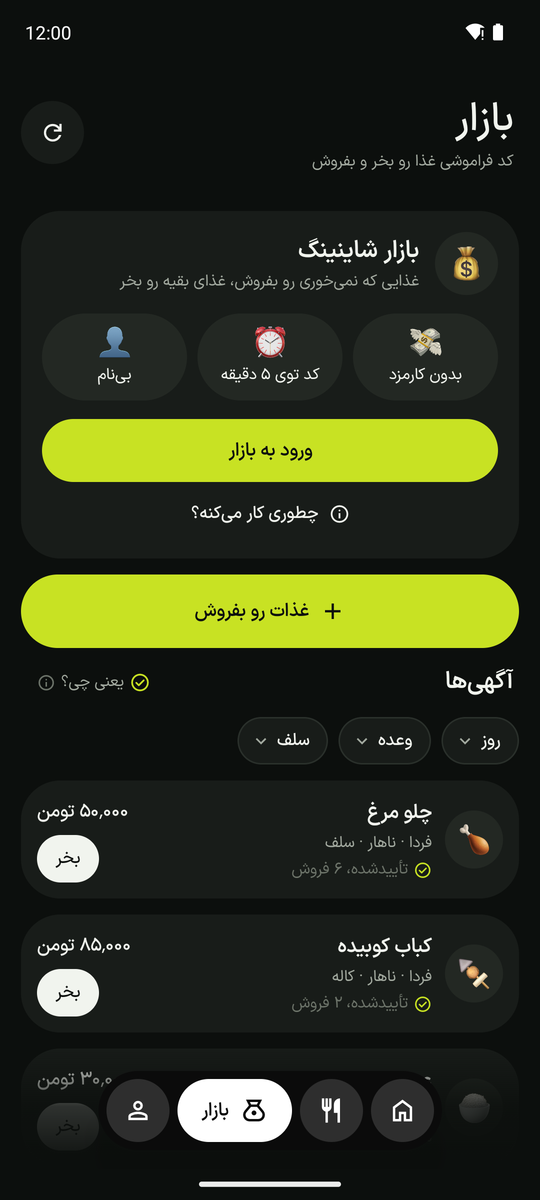 12:00
بازار
کد فراموشی غذا رو بخر و بفروش
بازار شاینینگ
غذایی که نمی‌خوری رو بفروش، غذای بقیه رو بخر
بدون کارمزد
کد توی ۵ دقیقه
بی‌نام
ورود به بازار
چطوری کار می‌کنه؟
غذات رو بفروش
آگهی‌ها
یعنی چی؟
روز
وعده
سلف
چلو مرغ
۵۰,۰۰۰ تومن
فردا · ناهار · سلف
تأییدشده، ۶ فروش
بخر
کباب کوبیده
۸۵,۰۰۰ تومن
فردا · ناهار · کاله
تأییدشده، ۲ فروش
بخر
تومن
بخر
بازار